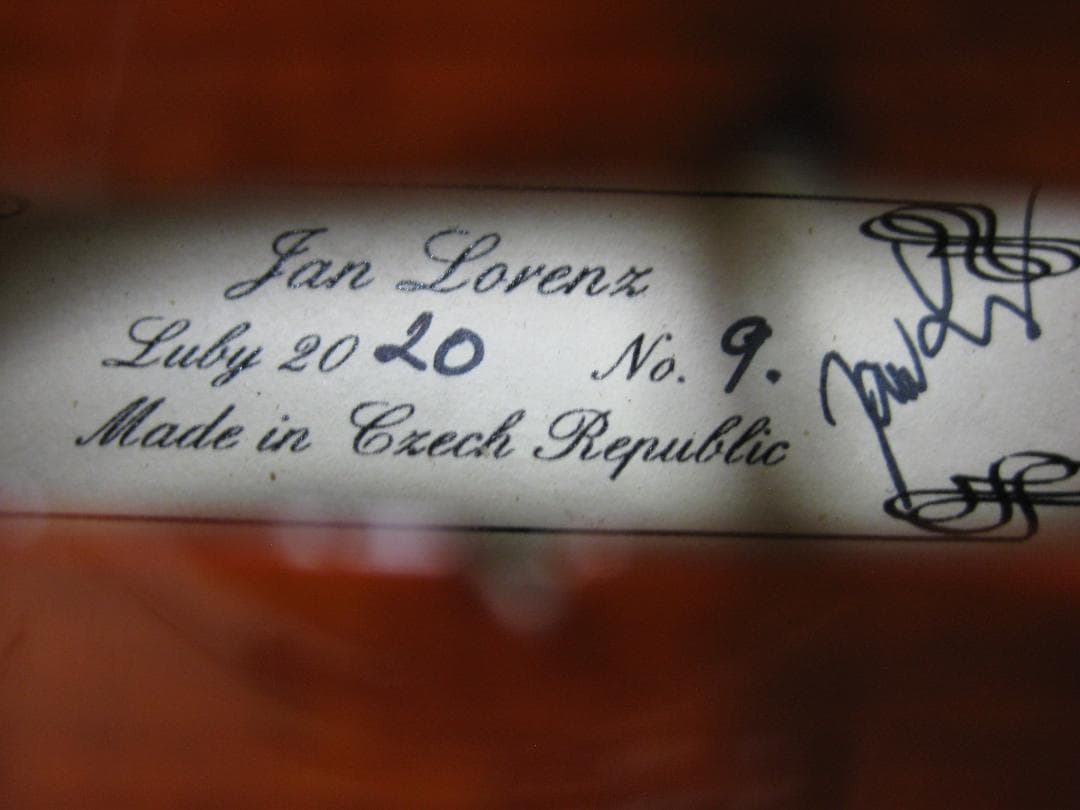 Jan Lorenz
Luby 2020 No. 9.
Made in Czech Republic